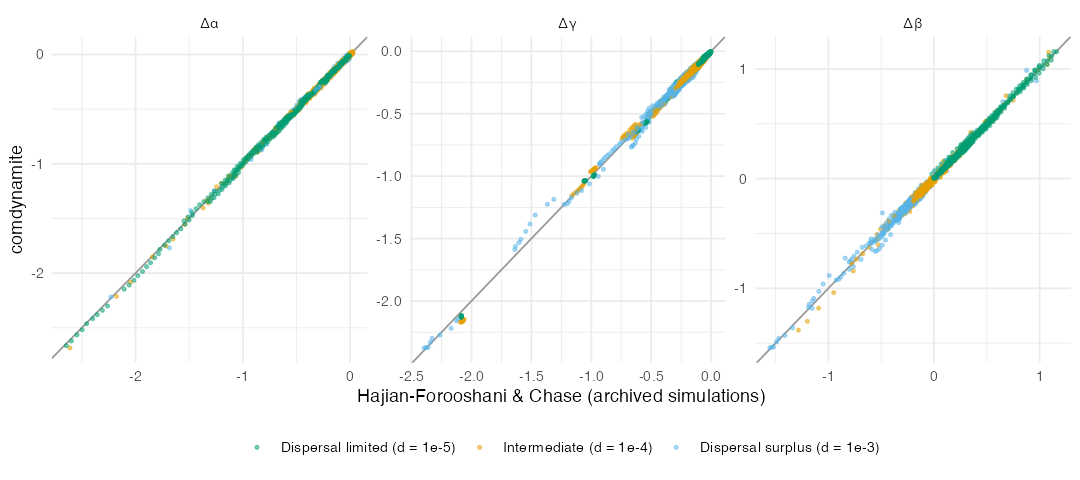 Δα
Δγ
Δβ
comdynamite
0
-1
-2
-2
-1
0
0.0
-0.5
-1.0
-1.5
-2.0
-2.5
-2.0
-1.5
-1.0
-0.5
0.0
1
0
-1
-1
0
1
Hajian-Forooshani & Chase (archived simulations)
Dispersal limited (d = 1e-5)
Intermediate (d = 1e-4)
Dispersal surplus (d = 1e-3)